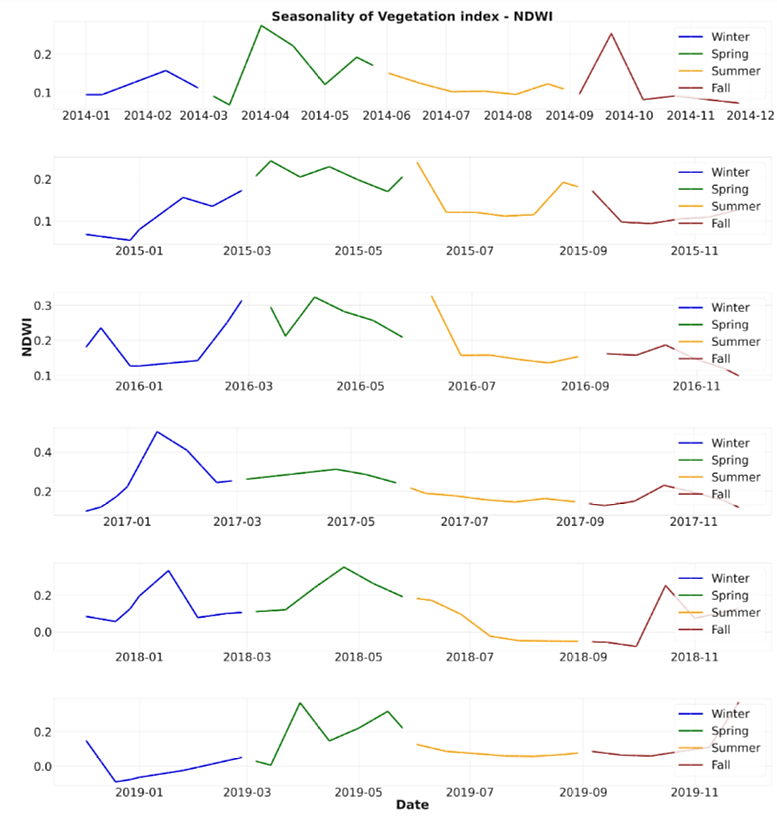 Seasonality of Vegetation index - NDWI
0.2
0.1
Winter
Spring
Summer
Fall
2014-01 2014-02 2014-03 2014-04 2014-05 2014-06 2014-07 2014-08 2014-09 2014-10 2014-11 2014-12
0.2
0.1
Winter
Spring
Summer
Fall
2015-01 2015-03 2015-05 2015-07 2015-09 2015-11
NDWI
0.3
0.2
0.1
Winter
Spring
Summer
Fall
2016-01 2016-03 2016-05 2016-07 2016-09 2016-11
0.4
0.2
Winter
Spring
Summer
Fall
2017-01 2017-03 2017-05 2017-07 2017-09 2017-11
0.2
0.0
Winter
Spring
Summer
Fall
2018-01 2018-03 2018-05 2018-07 2018-09 2018-11
0.2
0.0
Winter
Spring
Summer
Fall
2019-01 2019-03 2019-05 2019-07 2019-09 2019-11
Date